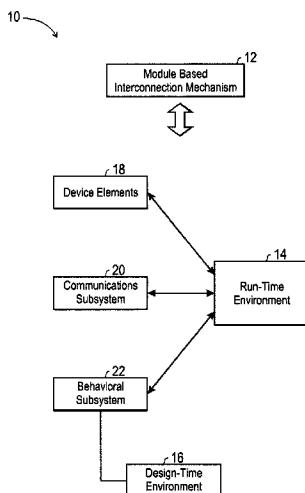 10
12
Module Based
Interconnection Mechanism
18
Device Elements
14
Run-Time
Environment
20
Communications
Subsystem
22
Behavioral
Subsystem
16
Design-Time
Environment